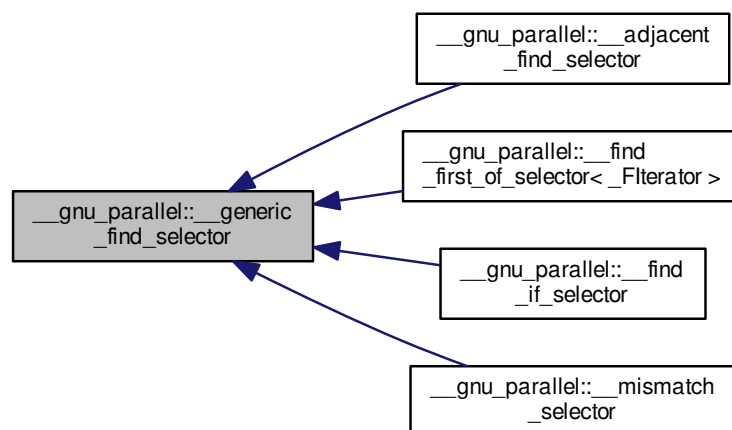 __gnu_parallel::__adjacent
_find_selector
__gnu_parallel::__find
_first_of_selector< _FIterator >
__gnu_parallel::__generic
_find_selector
__gnu_parallel::__find
_if_selector
__gnu_parallel::__mismatch
_selector